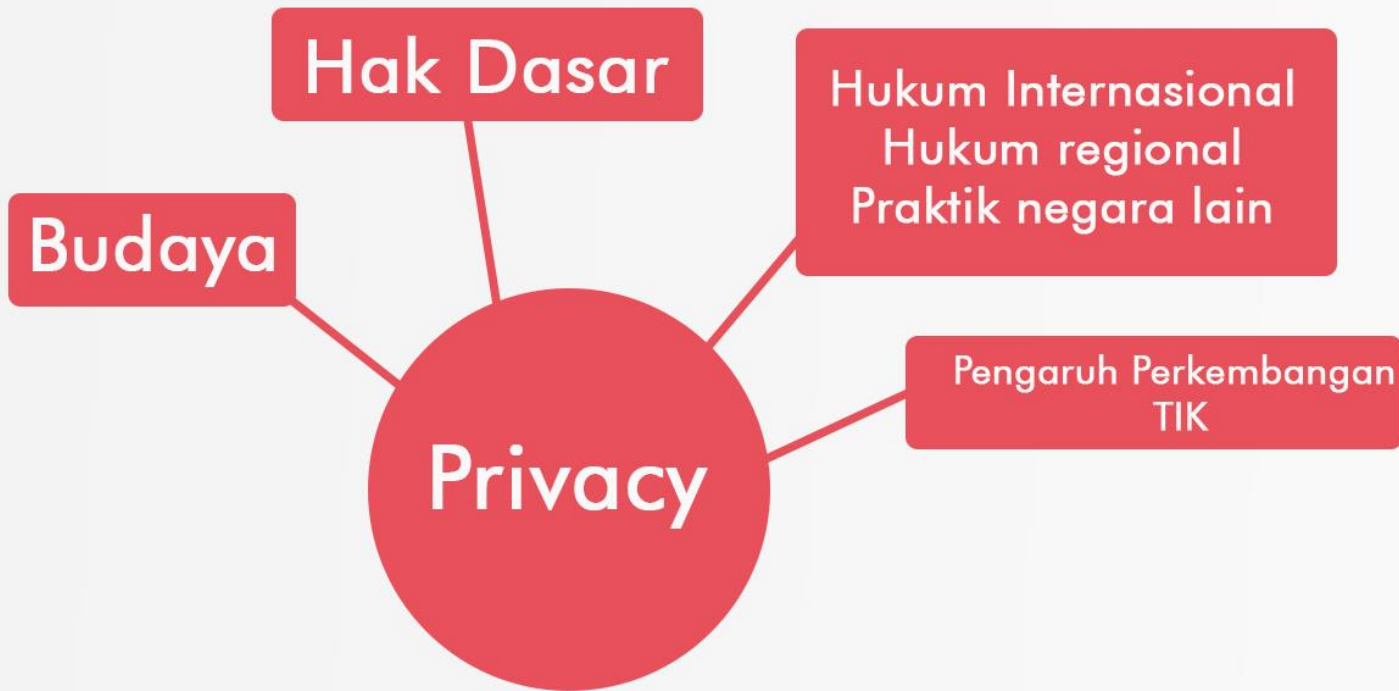 Hak Dasar
Hukum Internasional
Hukum regional
Praktik negara lain
Budaya
Pengaruh Perkembangan
TIK
Privacy